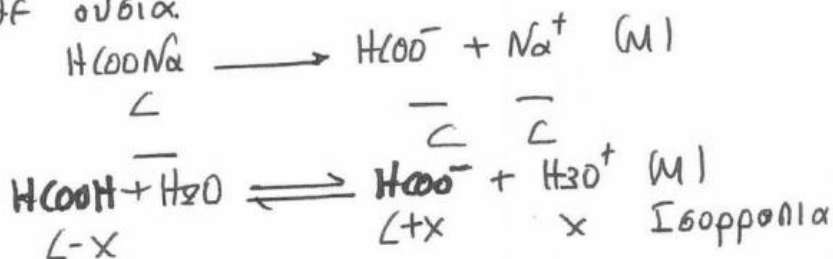 ουσία.
HCOONa → HCOO⁻ + Na⁺ (M)
C
— —
C C
—
HCOOH + H₂O ⇌ HCOO⁻ + H3O⁺ (M)
C-x C+x x Ισορροπία